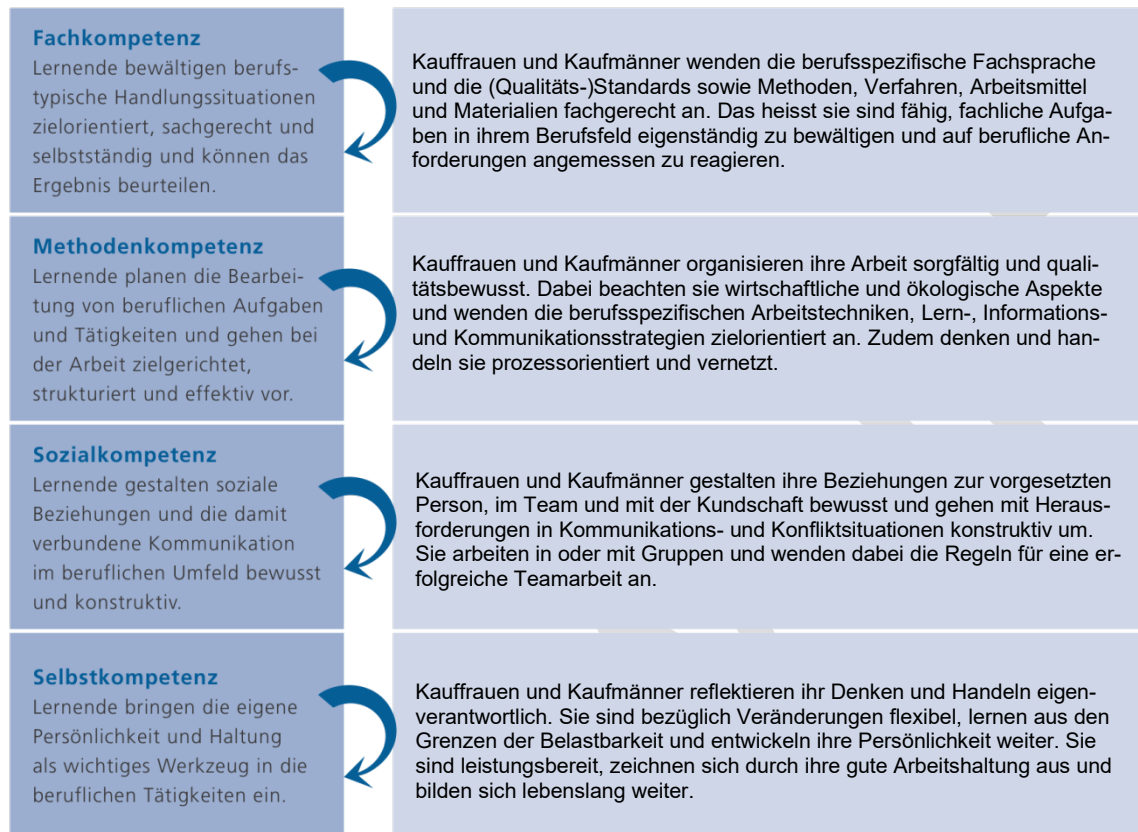 Fachkompetenz
Lernende bewältigen berufs-
typische Handlungssituationen
zielorientiert, sachgerecht und
selbstständig und können das
Ergebnis beurteilen.
Kauffrauen und Kaufmänner wenden die berufsspezifische Fachsprache
und die (Qualitäts-)Standards sowie Methoden, Verfahren, Arbeitsmittel
und Materialien fachgerecht an. Das heisst sie sind fähig, fachliche Aufga-
ben in ihrem Berufsfeld eigenständig zu bewältigen und auf berufliche An-
forderungen angemessen zu reagieren.
Methodenkompetenz
Lernende planen die Bearbei-
tung von beruflichen Aufgaben
und Tätigkeiten und gehen bei
der Arbeit zielgerichtet,
strukturiert und effektiv vor.
Kauffrauen und Kaufmänner organisieren ihre Arbeit sorgfältig und quali-
tätsbewusst. Dabei beachten sie wirtschaftliche und ökologische Aspekte
und wenden die berufsspezifischen Arbeitstechniken, Lern-, Informations-
und Kommunikationsstrategien zielorientiert an. Zudem denken und han-
deln sie prozessorientiert und vernetzt.
Sozialkompetenz
Lernende gestalten soziale
Beziehungen und die damit
verbundene Kommunikation
im beruflichen Umfeld bewusst
und konstruktiv.
Kauffrauen und Kaufmänner gestalten ihre Beziehungen zur vorgesetzten
Person, im Team und mit der Kundschaft bewusst und gehen mit Heraus-
forderungen in Kommunikations- und Konfliktsituationen konstruktiv um.
Sie arbeiten in oder mit Gruppen und wenden dabei die Regeln für eine er-
folgreiche Teamarbeit an.
Selbstkompetenz
Lernende bringen die eigene
Persönlichkeit und Haltung
als wichtiges Werkzeug in die
beruflichen Tätigkeiten ein.
Kauffrauen und Kaufmänner reflektieren ihr Denken und Handeln eigen-
verantwortlich. Sie sind bezüglich Veränderungen flexibel, lernen aus den
Grenzen der Belastbarkeit und entwickeln ihre Persönlichkeit weiter. Sie
sind leistungsbereit, zeichnen sich durch ihre gute Arbeitshaltung aus und
bilden sich lebenslang weiter.